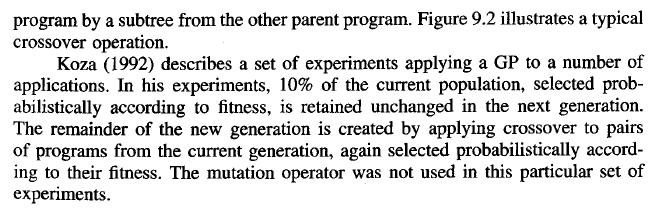 program by a subtree from the other parent program. Figure 9.2 illustrates a typical
crossover operation.
Koza (1992) describes a set of experiments applying a GP to a number of
applications. In his experiments, 10% of the current population, selected prob-
abilistically according to fitness, is retained unchanged in the next generation.
The remainder of the new generation is created by applying crossover to pairs
of programs from the current generation, again selected probabilistically accord-
ing to their fitness. The mutation operator was not used in this particular set of
experiments.